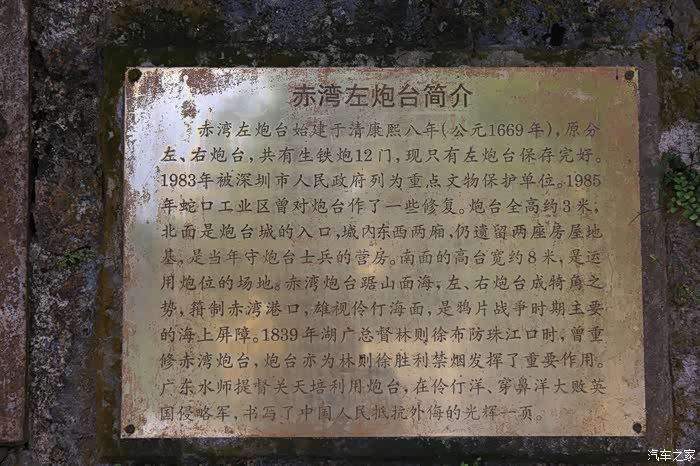 赤湾左炮台简介
赤湾左炮台始建于清康熙八年(公元1669年)，原分
左、右炮台，共有生铁炮12门，现只有左炮台保存完好。
1983年被深圳市人民政府列为重点文物保护单位。1985
年蛇口工业区曾对炮台作了一些修复。炮台全高约3米，
北面是炮台城的入口，城内东西两厢，仍遗留两座房屋地
基，是当年守炮台士兵的营房。南面的高台宽约8米，是运
用炮位的场地。赤湾炮台踞山面海，左、右炮台成犄角之
势，箝制赤湾港口，雄视伶仃海面，是鸦片战争时期主要
的海上屏障。1839年湖广总督林则徐布防珠江口时，曾重
修赤湾炮台，炮台亦为林则徐胜利禁烟发挥了重要作用。
广东水师提督关天培利用炮台，在伶仃洋、穿鼻洋大败英
国侵略军，书写了中国人民抵抗外侮的光辉一页。
汽车之家